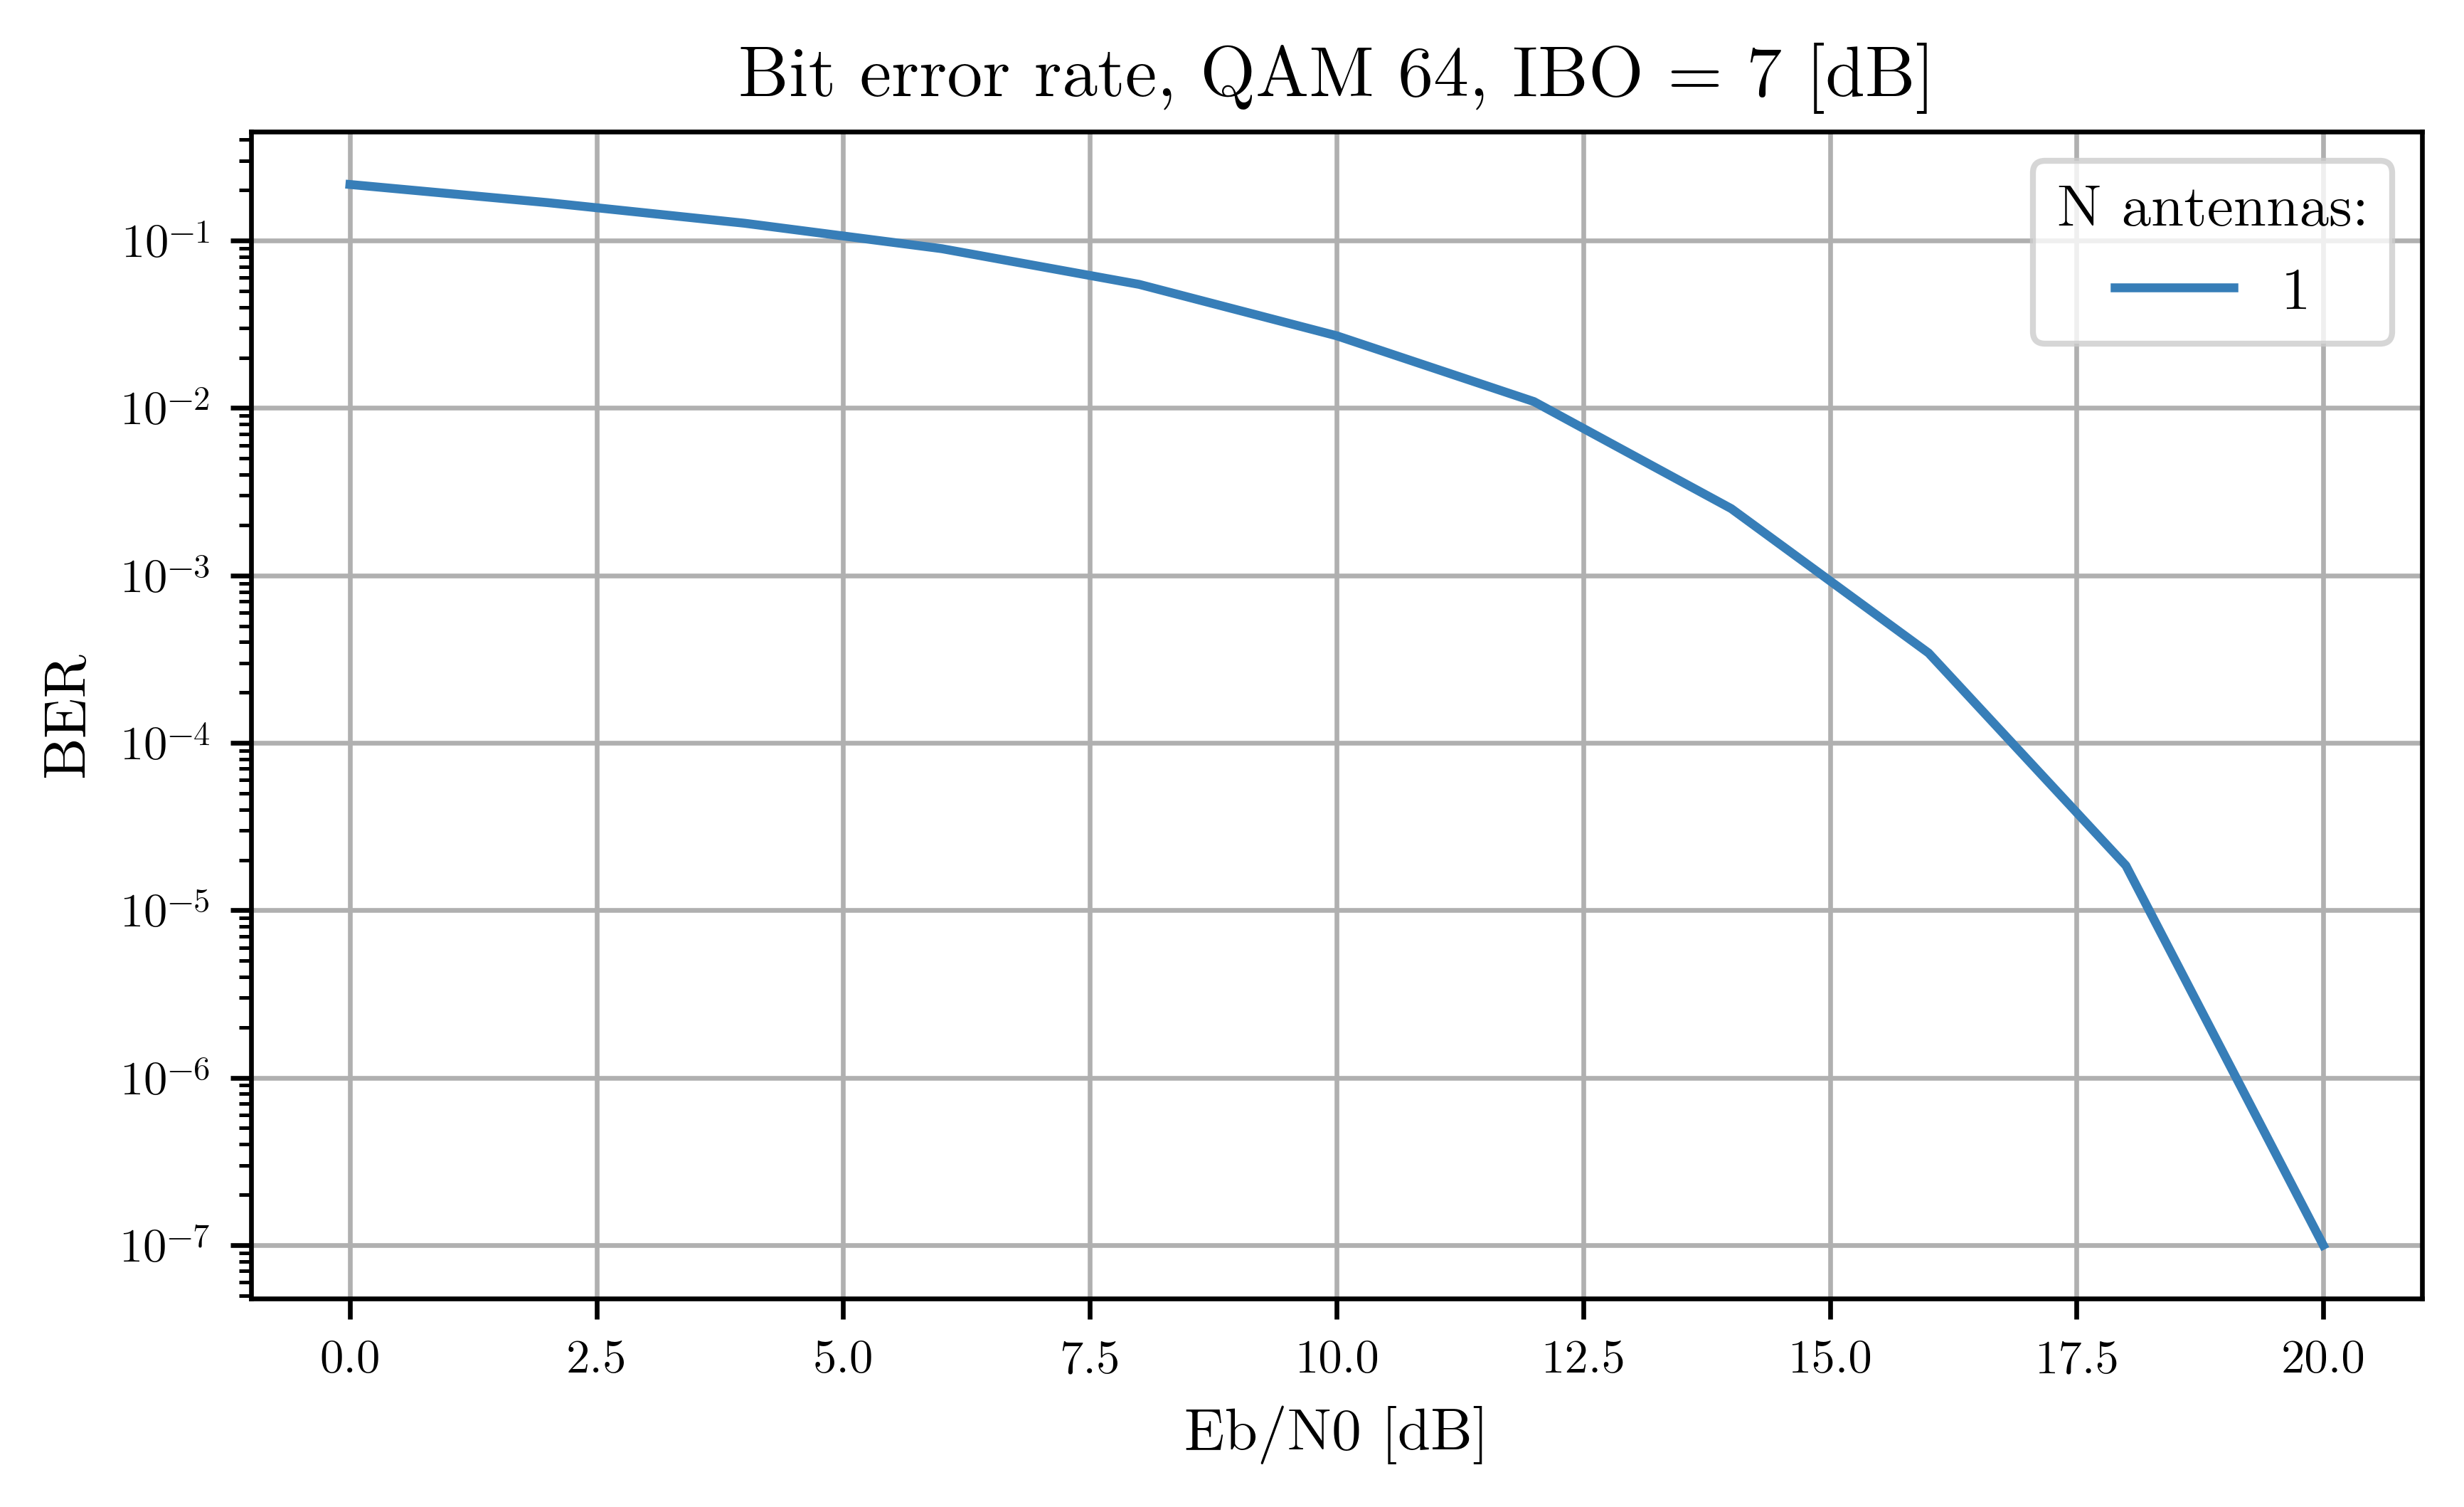 Bit error rate, QAM 64, IBO = 7 [dB]
N antennas:
1
BER
10⁻¹
10⁻²
10⁻³
10⁻⁴
10⁻⁵
10⁻⁶
10⁻⁷
0.0 2.5 5.0 7.5 10.0 12.5 15.0 17.5 20.0
Eb/N0 [dB]